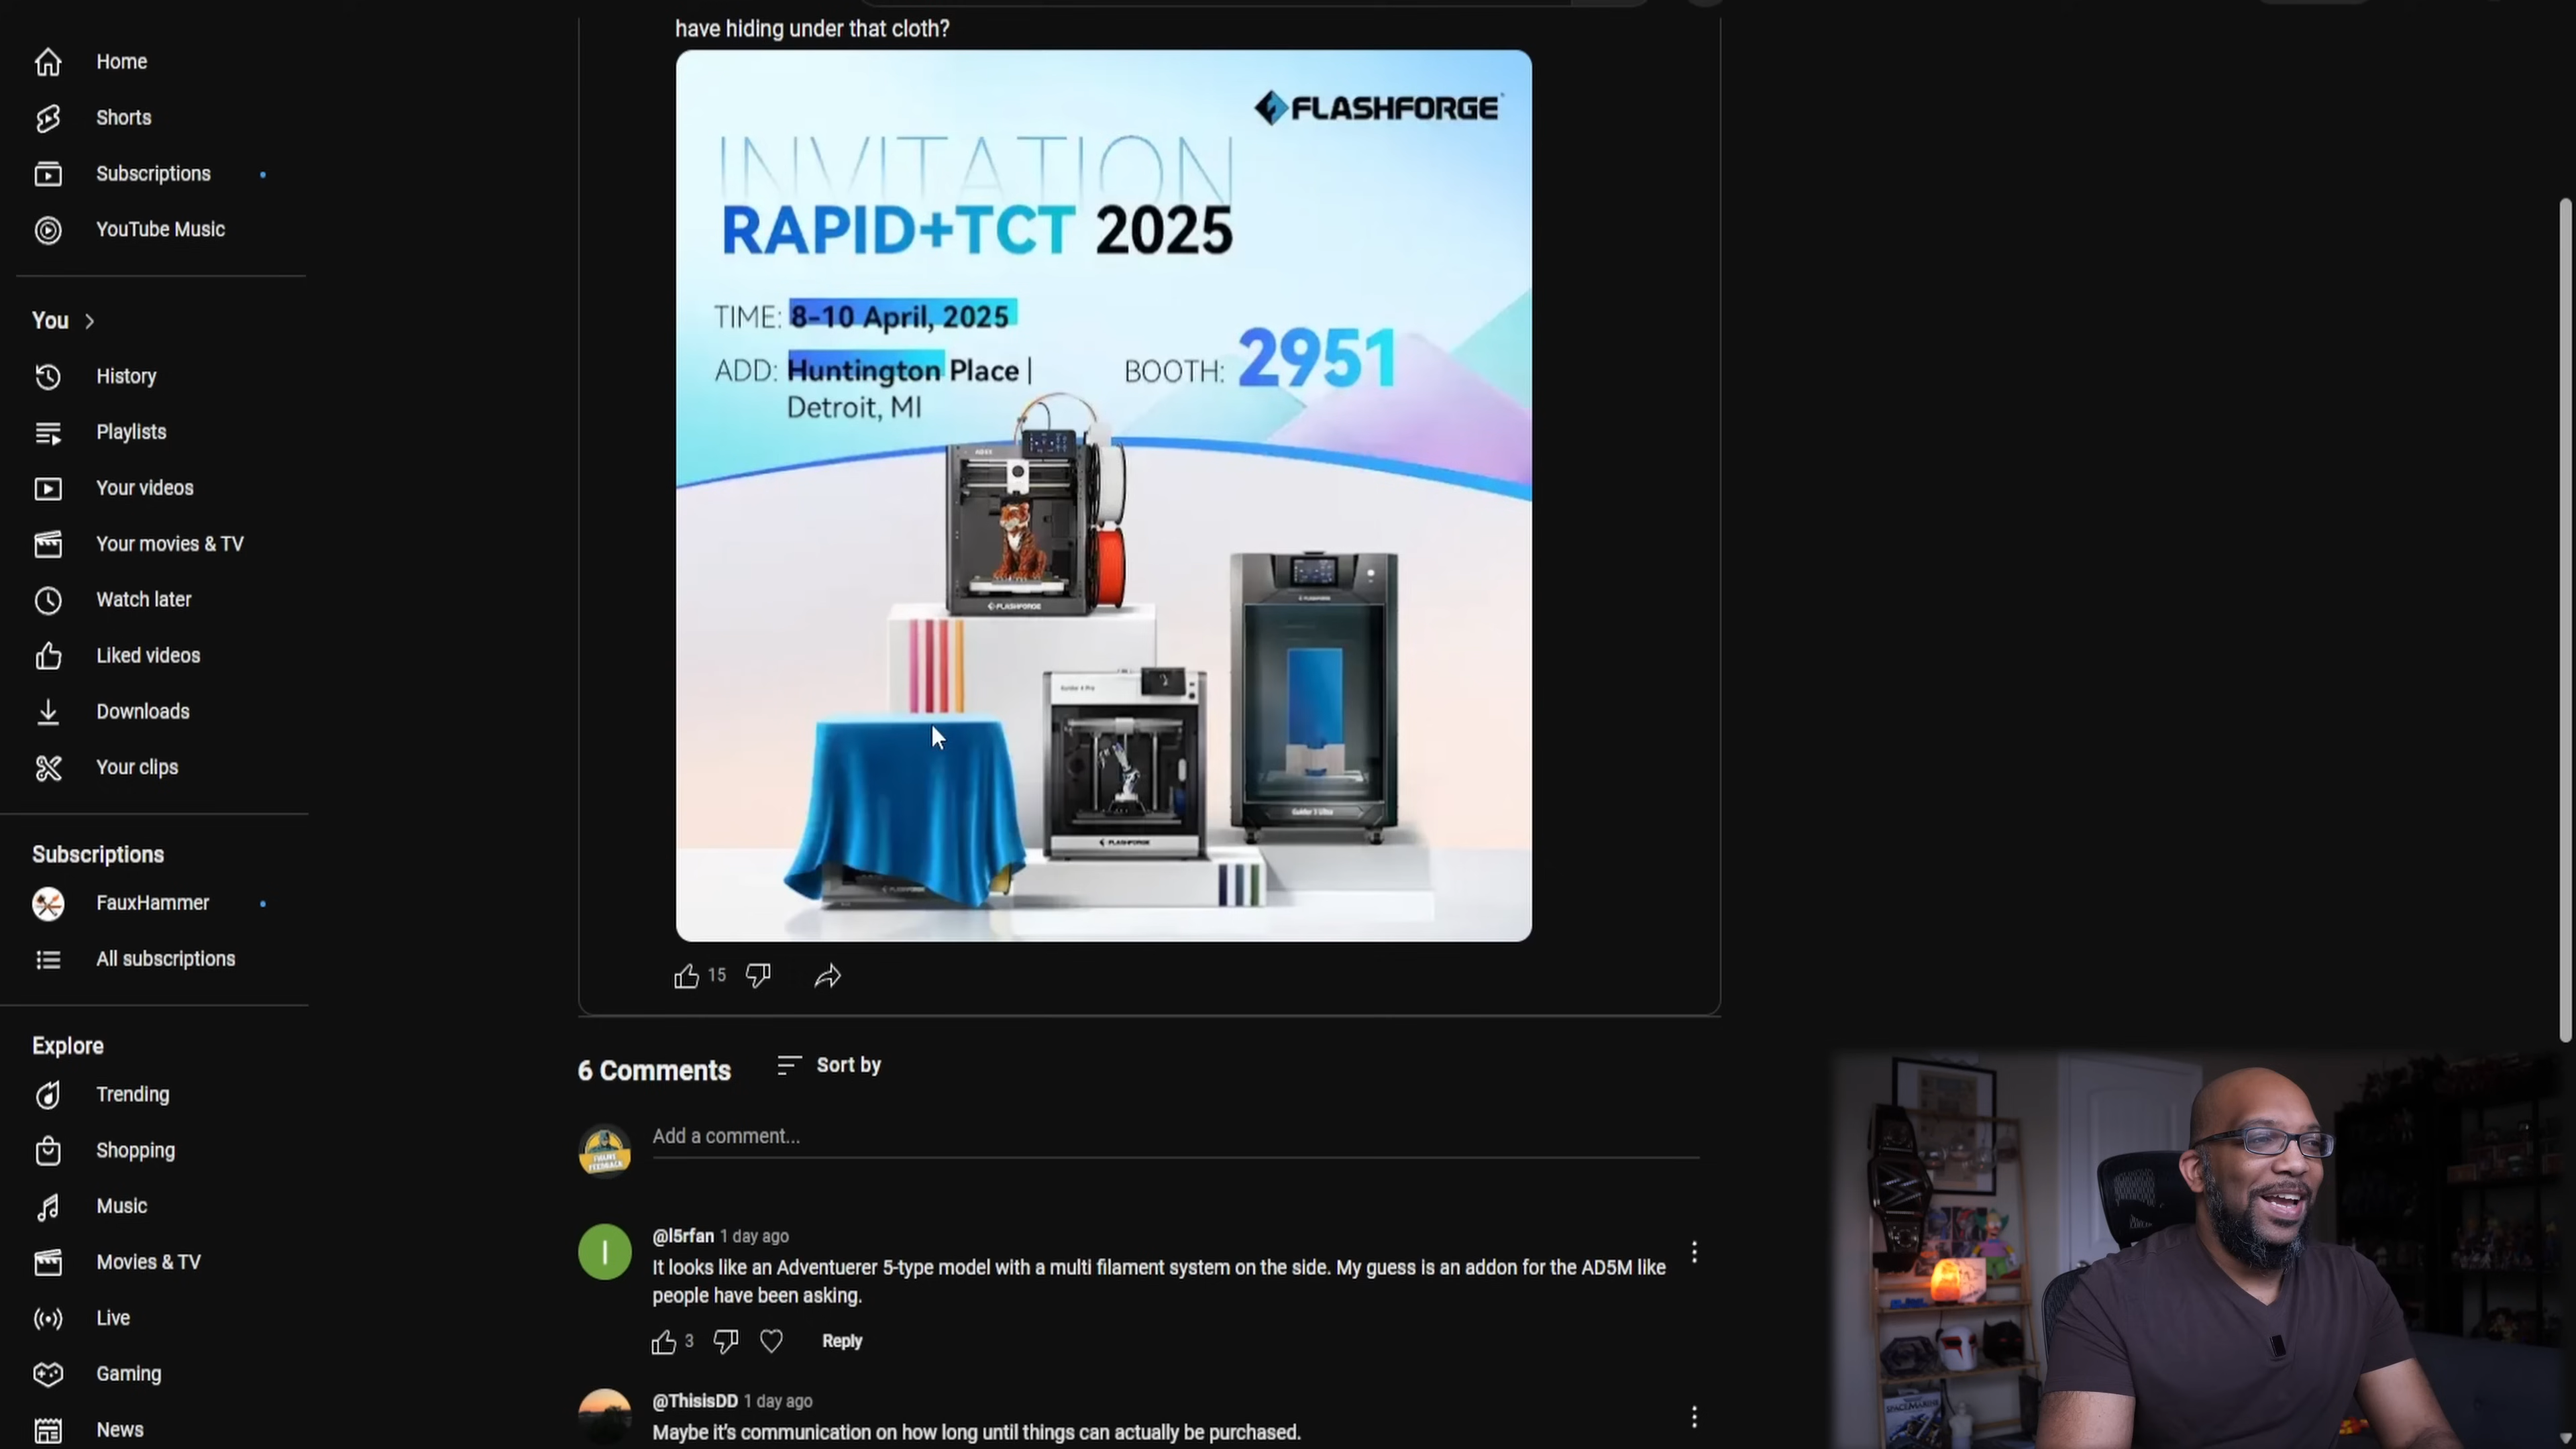 have hiding under that cloth?
Home
Shorts
Subscriptions
YouTube Music
You
History
Playlists
Your videos
Your movies & TV
Watch later
Liked videos
Downloads
Your clips
Subscriptions
FauxHammer
All subscriptions
Explore
Trending
Shopping
Music
Movies & TV
Live
Gaming
News
FLASHFORGE
INVITATION
RAPID+TCT 2025
TIME: 8-10 April, 2025
ADD: Huntington Place |
Detroit, MI
BOOTH: 2951
FLASHFORGE
FLASHFORGE
FLASHFORGE
15
6 Comments
Sort by
Add a comment...
@l5rfan 1 day ago
It looks like an Adventuerer 5-type model with a multi filament system on the side. My guess is an addon for the AD5M like
people have been asking.
3
Reply
@ThisisDD 1 day ago
Maybe it's communication on how long until things can actually be purchased.